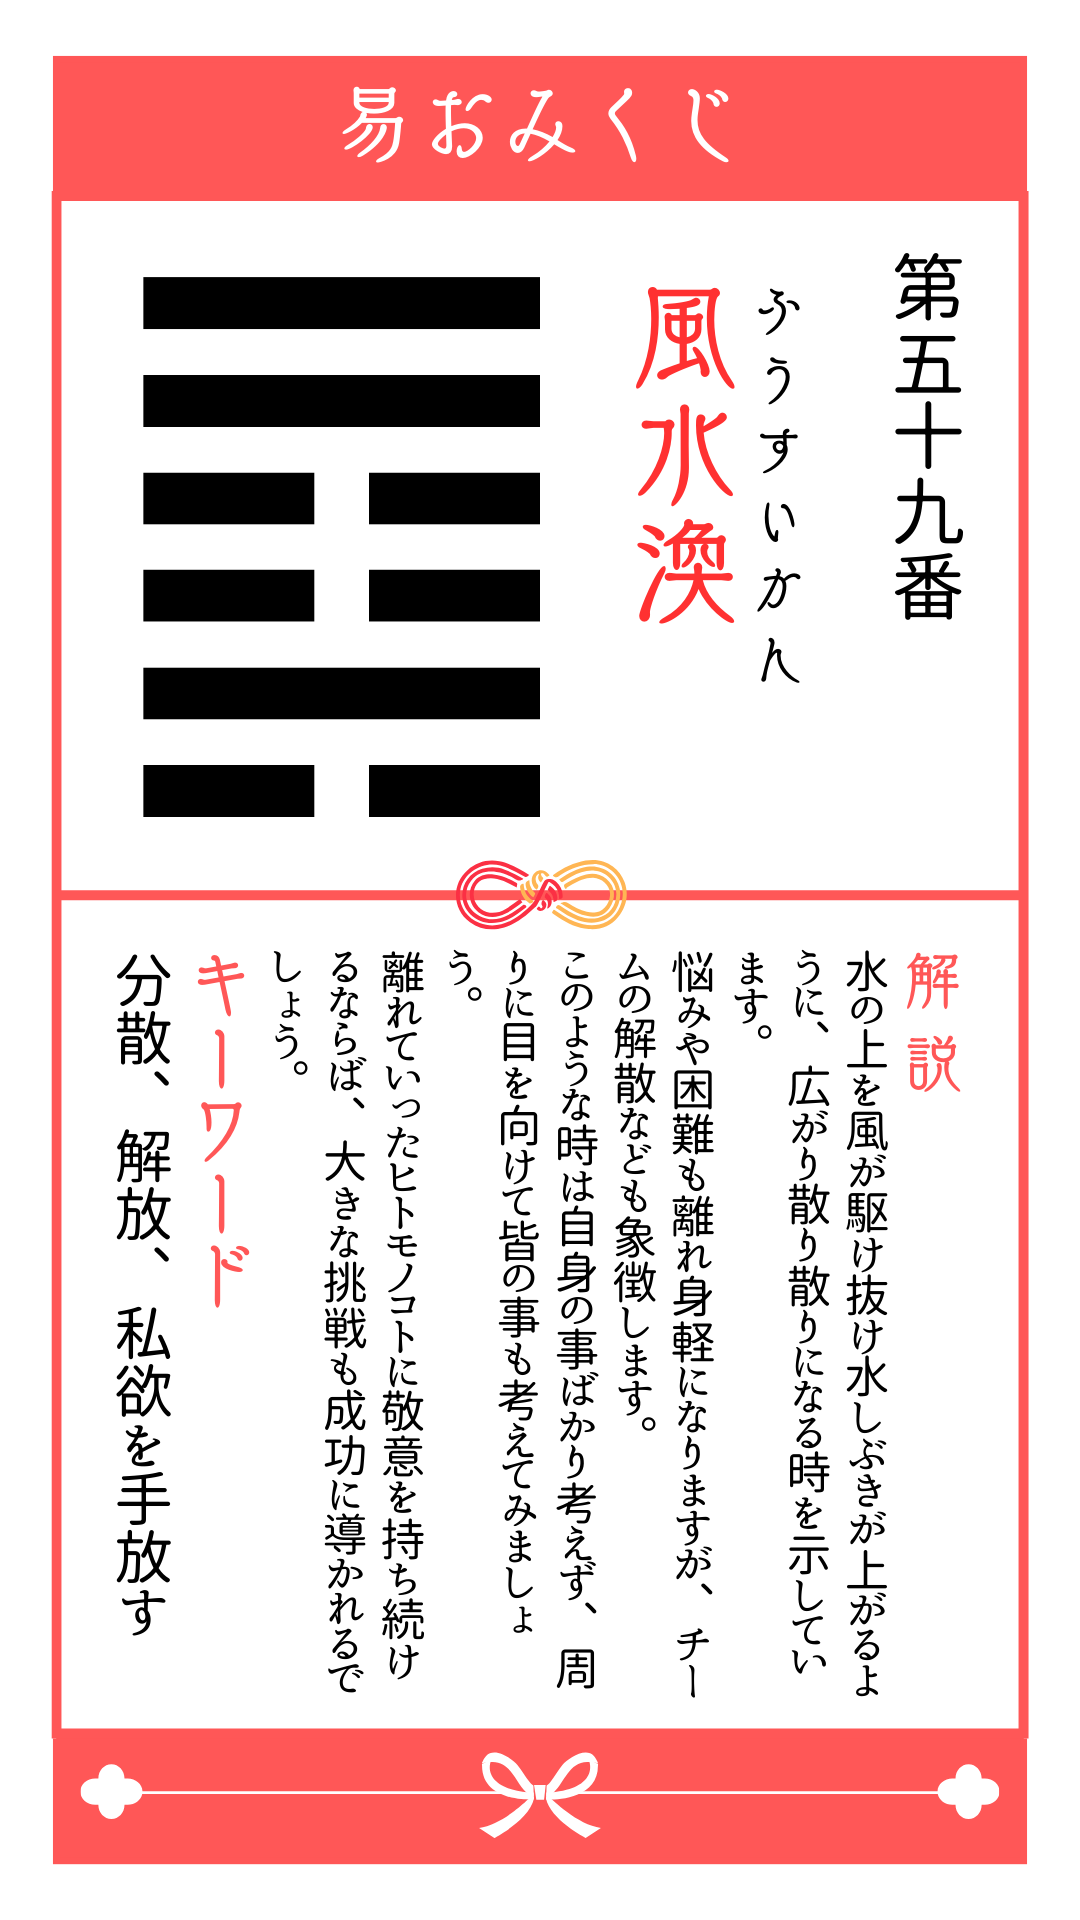 易おみくじ
第五十九番
ふうすいかん
風水渙
解説
水の上を風が駆け抜け水しぶきが上がるよ
うに、広がり散り散りになる時を示してい
ます。
悩みや困難も離れ身軽になりますが、チー
ムの解散なども象徴します。
このような時は自身の事ばかり考えず、周
りに目を向けて皆の事も考えてみましょ
う。
離れていったヒトモノコトに敬意を持ち続け
るならば、大きな挑戦も成功に導かれるで
しょう。
キーワード
分散、解放、私欲を手放す